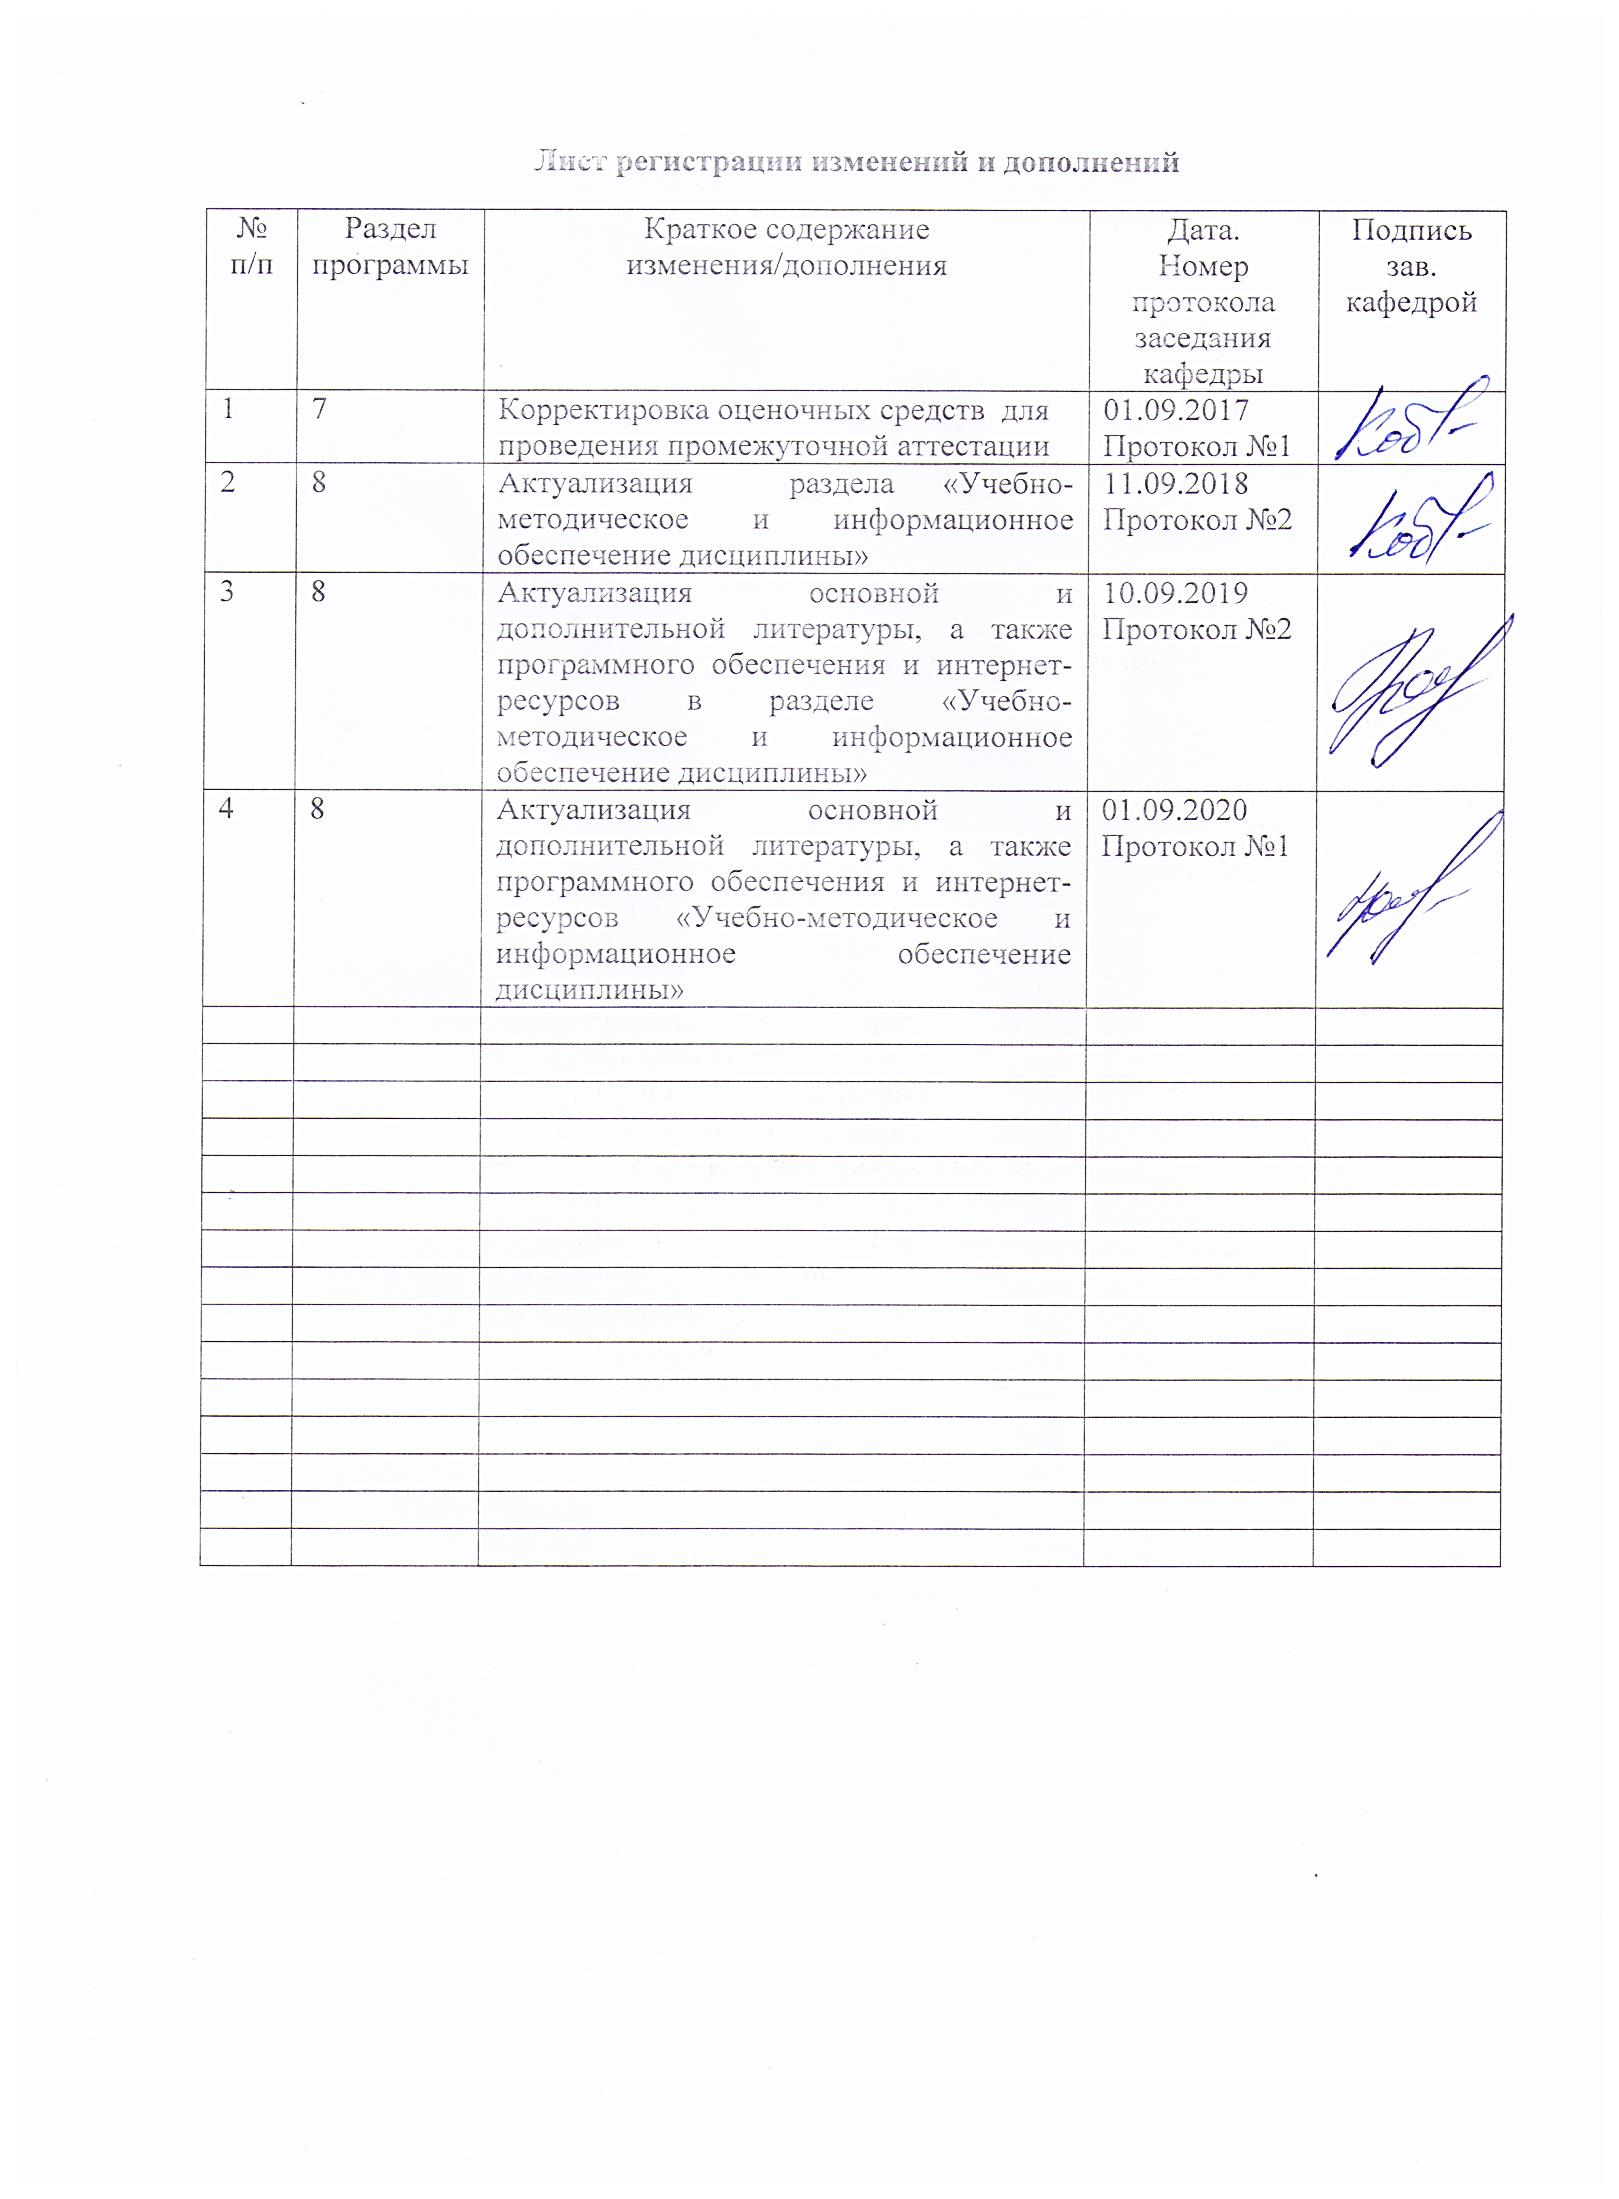 Лист регистрации изменений и дополнений
№
п/п
Раздел
программы
Краткое содержание
изменения/дополнения
Дата.
Номер
протокола
заседания
кафедры
Подпись
зав.
кафедрой
1
7
Корректировка оценочных средств для
проведения промежуточной аттестации
01.09.2017
Протокол №1
2
8
Актуализация раздела «Учебно-
методическое и информационное
обеспечение дисциплины»
11.09.2018
Протокол №2
3
8
Актуализация основной и
дополнительной литературы, а также
программного обеспечения и интернет-
ресурсов в разделе «Учебно-
методическое и информационное
обеспечение дисциплины»
10.09.2019
Протокол №2
4
8
Актуализация основной и
дополнительной литературы, а также
программного обеспечения и интернет-
ресурсов «Учебно-методическое и
информационное обеспечение
дисциплины»
01.09.2020
Протокол №1